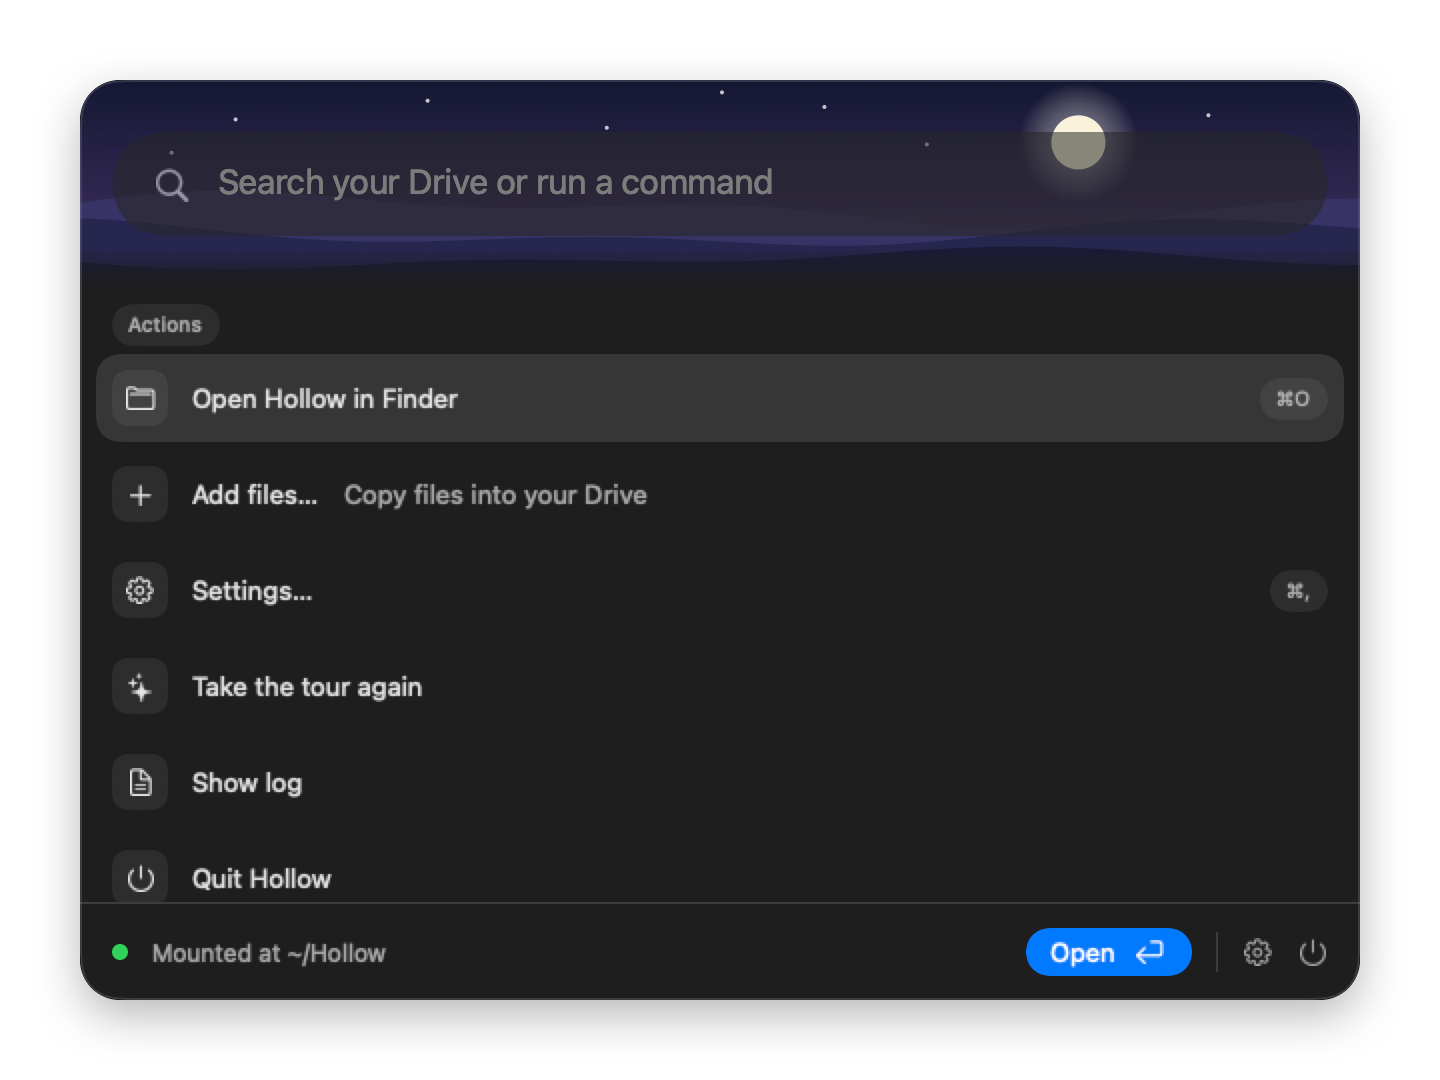 Search your Drive or run a command
Actions
Open Hollow in Finder ⌘O
Add files... Copy files into your Drive
Settings... ⌘,
Take the tour again
Show log
Quit Hollow
Mounted at ~/Hollow Open